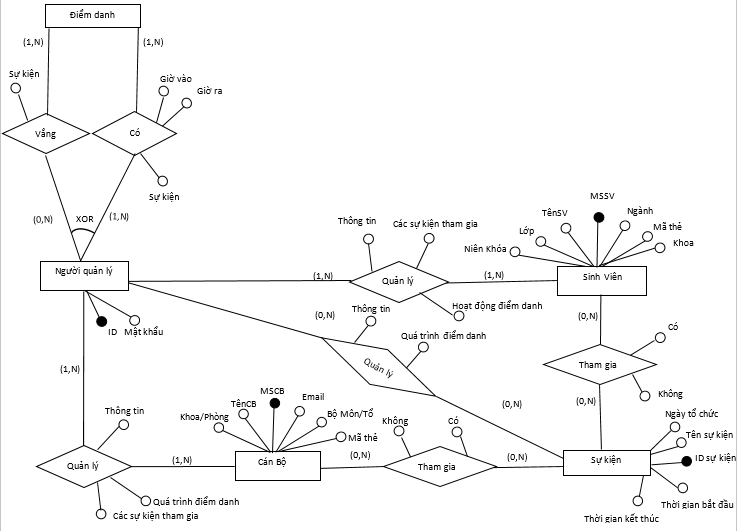 Điểm danh
(1,N)
(1,N)
Sự kiện
Giờ vào
Giờ ra
Vắng
Có
Sự kiện
(0,N)
XOR
(1,N)
Người quản lý
ID
Mật khẩu
(1,N)
Thông tin
Các sự kiện tham gia
Quản lý
(1,N)
Hoạt động điểm danh
MSSV
TênSV
Ngành
Lớp
Mã thẻ
Niên Khóa
Khoa
Sinh Viên
(0,N)
Thông tin
Quá trình điểm danh
Quản lý
(0,N)
(0,N)
Có
Tham gia
Không
(0,N)
(1,N)
Thông tin
Quản lý
Quá trình điểm danh
Các sự kiện tham gia
(1,N)
MSCB
TênCB
Email
Khoa/Phòng
Bộ Môn/Tổ
Mã thẻ
Cán Bộ
(0,N)
Không
Có
Tham gia
(0,N)
Ngày tổ chức
Tên sự kiện
ID sự kiện
Sự kiện
Thời gian bắt đầu
Thời gian kết thúc